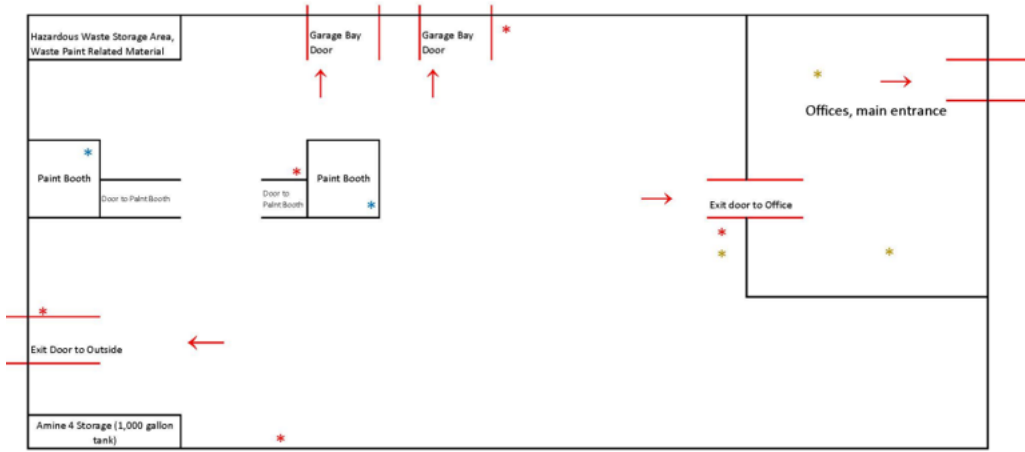 Hazardous Waste Storage Area,
Waste Paint Related Material
Garage Bay
Door
Garage Bay
Door
Offices, main entrance
Paint Booth
Door to Paint Booth
Door to
Paint Booth
Paint Booth
Exit door to Office
Exit Door to Outside
Amine 4 Storage (1,000 gallon
tank)